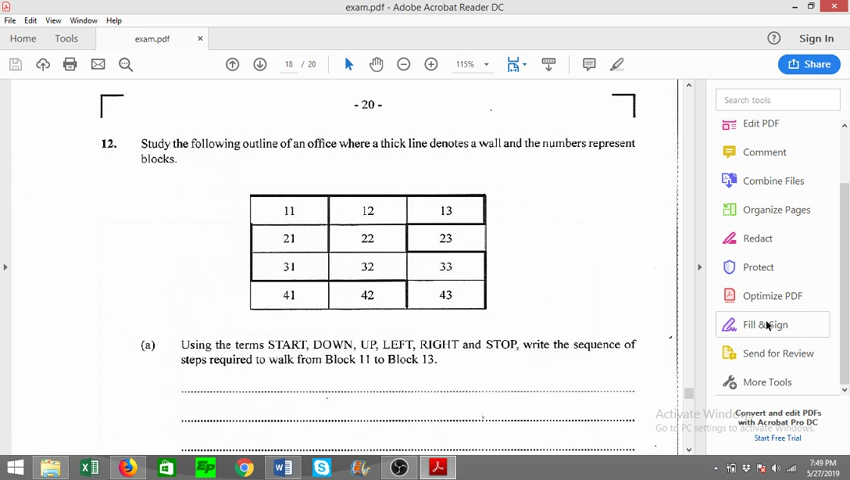 exam.pdf - Adobe Acrobat Reader DC
File Edit View Window Help
Home Tools exam.pdf × ? Sign In
18 / 20 115% Share
- 20 -
12. Study the following outline of an office where a thick line denotes a wall and the numbers represent
blocks.
11 12 13
21 22 23
31 32 33
41 42 43
(a) Using the terms START, DOWN, UP, LEFT, RIGHT and STOP, write the sequence of
steps required to walk from Block 11 to Block 13.
Search tools
Edit PDF
Comment
Combine Files
Organize Pages
Redact
Protect
Optimize PDF
Fill & Sign
Send for Review
More Tools
Convert and edit PDFs
with Acrobat Pro DC
Start Free Trial
Activate Windows
Go to PC settings to activate Windows.
7:49 PM
5/27/2019